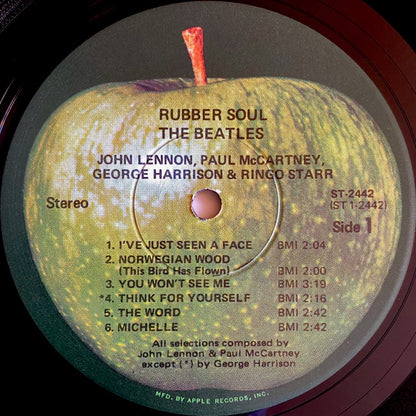 RUBBER SOUL
THE BEATLES
JOHN LENNON, PAUL McCARTNEY,
GEORGE HARRISON & RINGO STARR
Stereo
ST-2442
(ST 1-2442)
Side 1
1. I'VE JUST SEEN A FACE BMI 2:04
2. NORWEGIAN WOOD
(This Bird Has Flown) BMI 2:00
3. YOU WON'T SEE ME BMI 3:19
*4. THINK FOR YOURSELF BMI 2:16
5. THE WORD BMI 2:42
6. MICHELLE BMI 2:42
All selections composed by
John Lennon & Paul McCartney
except (*) by George Harrison
MFD. BY APPLE RECORDS, INC.